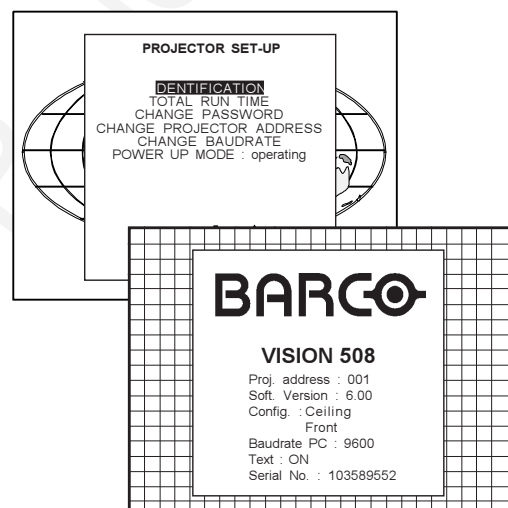 PROJECTOR SET-UP
DENTIFICATION
TOTAL RUN TIME
CHANGE PASSWORD
CHANGE PROJECTOR ADDRESS
CHANGE BAUDRATE
POWER UP MODE : operating
BARCO
VISION 508
Proj. address : 001
Soft. Version : 6.00
Config. : Ceiling
Front
Baudrate PC : 9600
Text : ON
Serial No. : 103589552